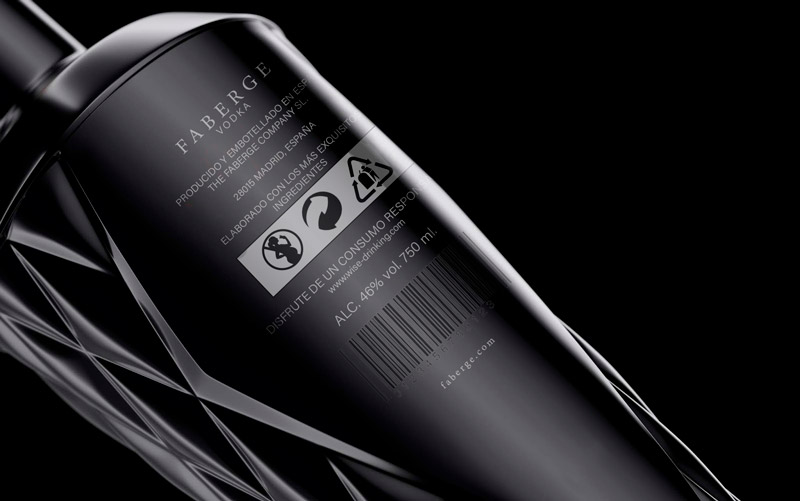 FABERGE
VODKA
PRODUCIDO Y EMBOTELLADO EN
THE FABERGE COMPANY SL.
28015 MADRID, ESPAÑA
ELABORADO CON LOS MÁS
INGREDIENTES
DISFRUTE DE UN CONSUMO
www.wise-drinking.com
ALC. 46% vol. 750 ml.
faberge.com